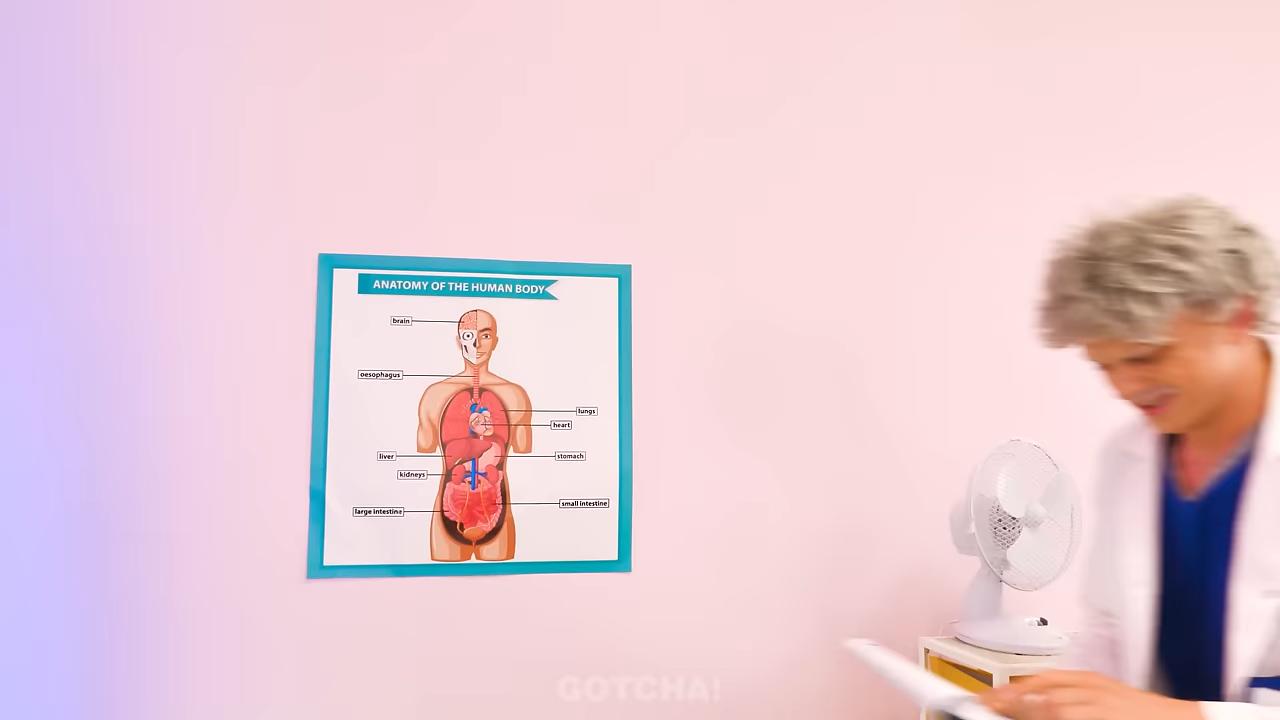 ANATOMY OF THE HUMAN BODY
brain
oesophagus
lungs
heart
liver
stomach
kidneys
small intestine
large intestine
GOTCHA!